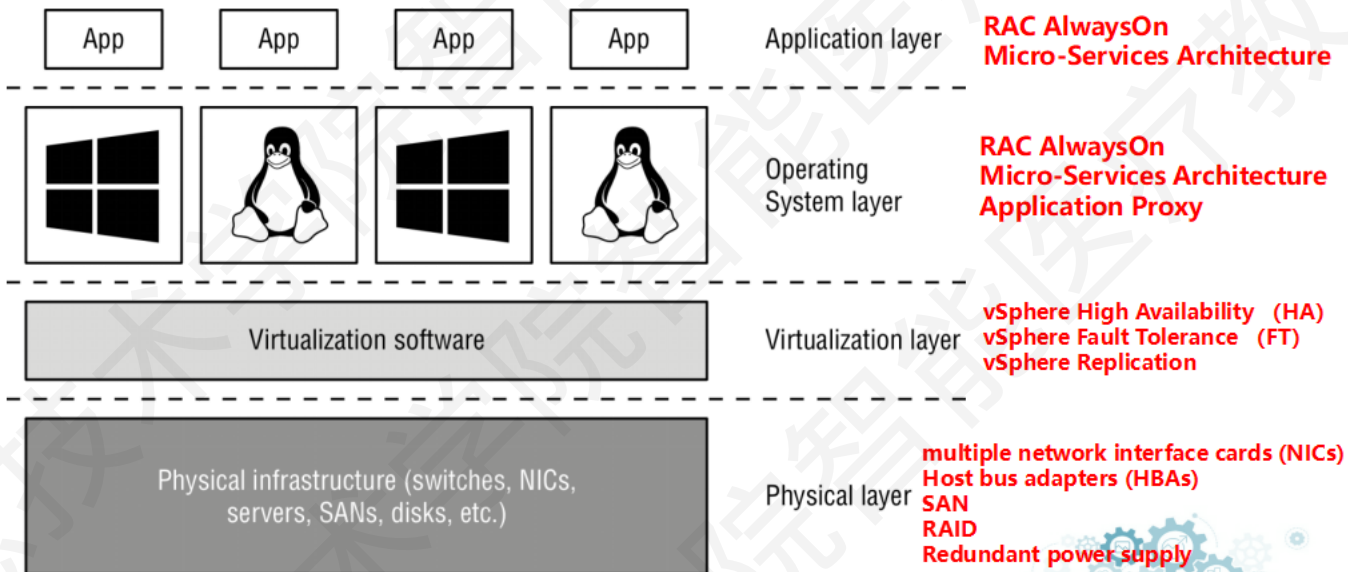 App
App
App
App
Application layer
RAC AlwaysOn
Micro-Services Architecture
Operating
System layer
RAC AlwaysOn
Micro-Services Architecture
Application Proxy
Virtualization software
Virtualization layer
vSphere High Availability (HA)
vSphere Fault Tolerance (FT)
vSphere Replication
Physical infrastructure (switches, NICs,
servers, SANs, disks, etc.)
Physical layer
multiple network interface cards (NICs)
Host bus adapters (HBAs)
SAN
RAID
Redundant power supply